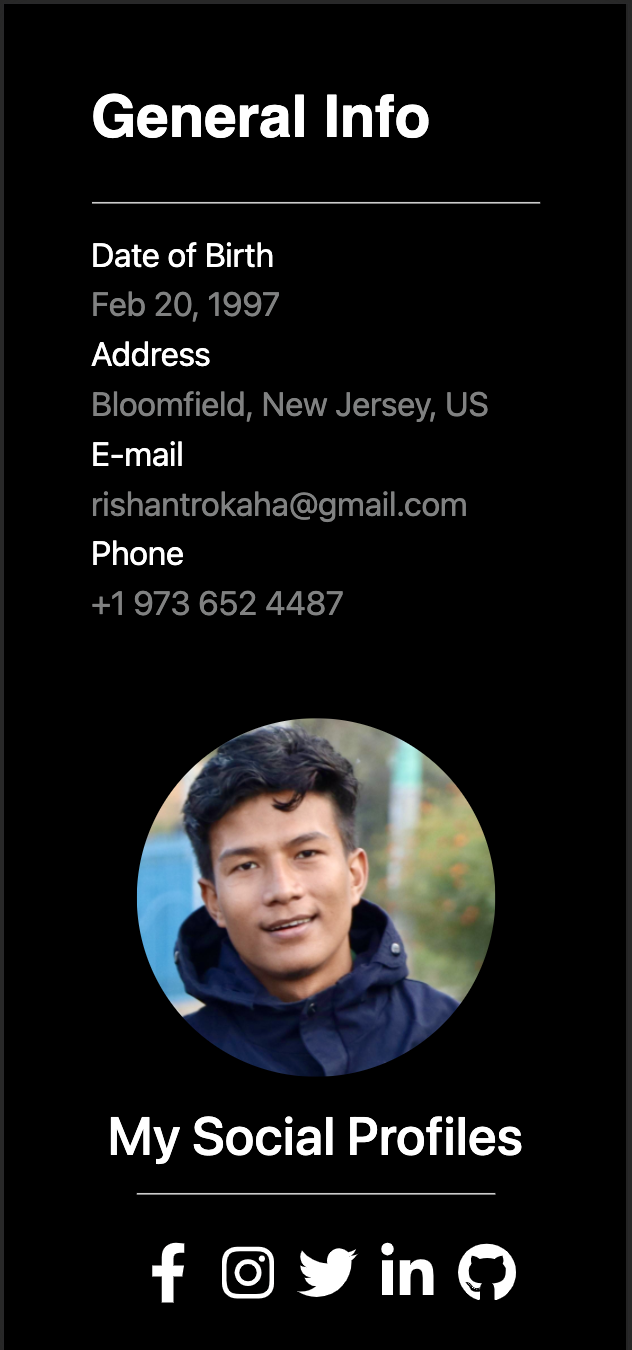 General Info
Date of Birth
Feb 20, 1997
Address
Bloomfield, New Jersey, US
E-mail
rishantrokaha@gmail.com
Phone
+1 973 652 4487
My Social Profiles